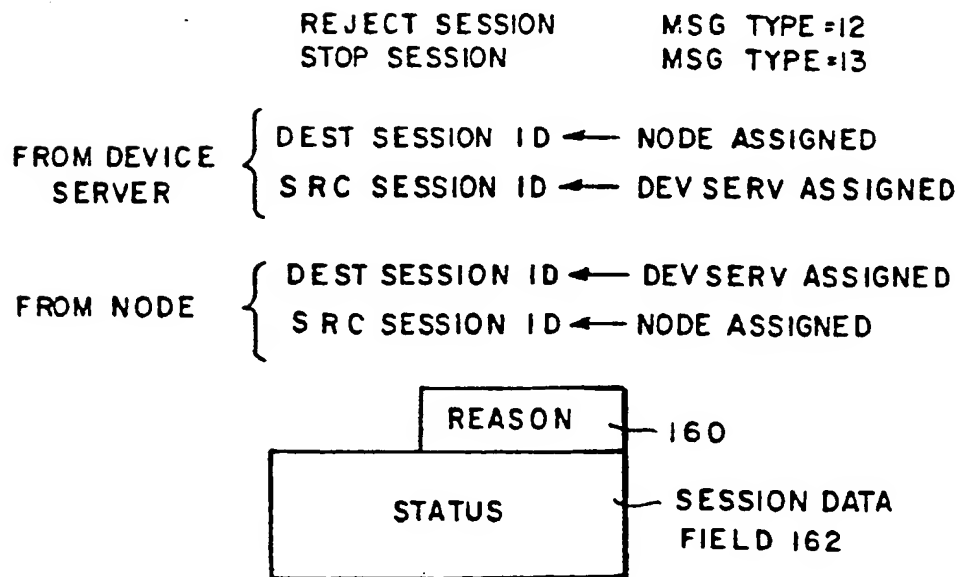 REJECT SESSION MSG TYPE=12
STOP SESSION MSG TYPE=13
FROM DEVICE SERVER
DEST SESSION ID ← NODE ASSIGNED
SRC SESSION ID ← DEV SERV ASSIGNED
FROM NODE
DEST SESSION ID ← DEVSERV ASSIGNED
SRC SESSION ID ← NODE ASSIGNED
REASON
160
STATUS
SESSION DATA
FIELD 162